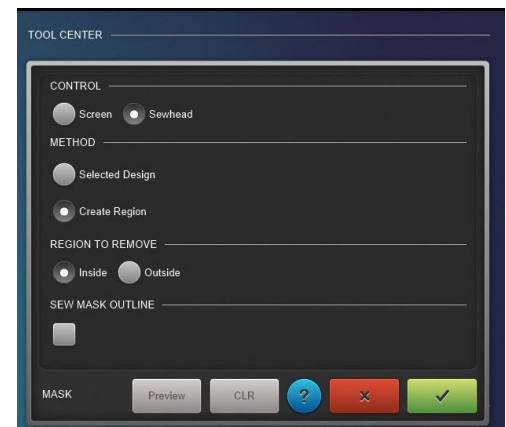 TOOL CENTER
CONTROL
Screen Sewhead
METHOD
Selected Design
Create Region
REGION TO REMOVE
Inside Outside
SEW MASK OUTLINE
MASK Preview CLR ?